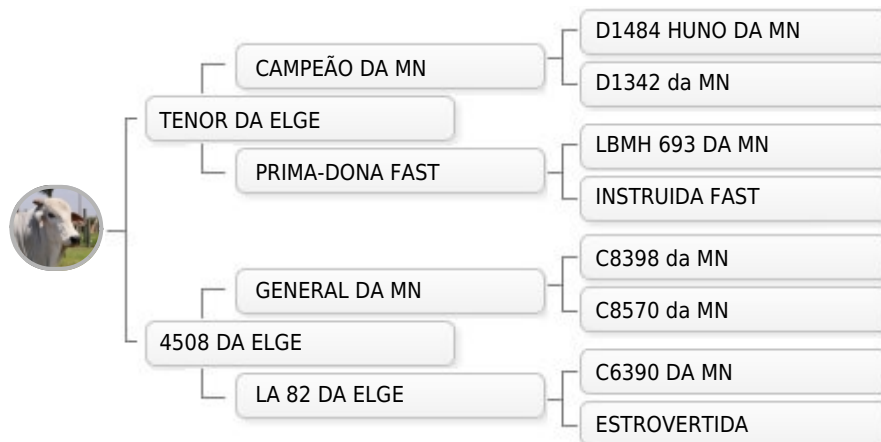 D1484 HUNO DA MN
CAMPEÃO DA MN
D1342 da MN
TENOR DA ELGE
LBMH 693 DA MN
PRIMA-DONA FAST
INSTRUIDA FAST
C8398 da MN
GENERAL DA MN
C8570 da MN
4508 DA ELGE
C6390 DA MN
LA 82 DA ELGE
ESTROVERTIDA